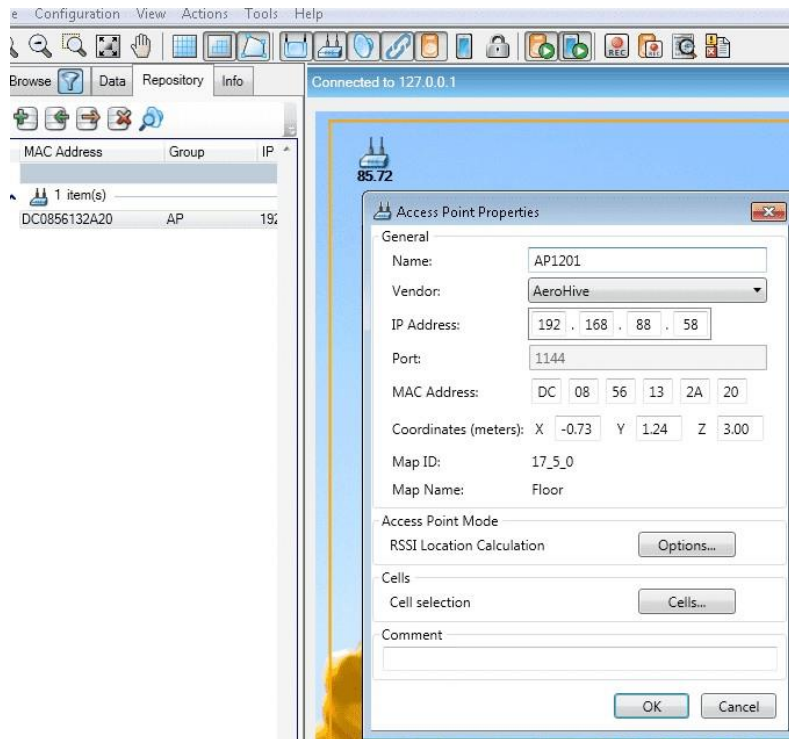 e Configuration View Actions Tools Help
REC
Browse Data Repository Info
Connected to 127.0.0.1
MAC Address Group IP
1 item(s)
DC0856132A20 AP 192
85.72
Access Point Properties
General
Name: AP1201
Vendor: AeroHive
IP Address: 192 . 168 . 88 . 58
Port: 1144
MAC Address: DC 08 56 13 2A 20
Coordinates (meters): X -0.73 Y 1.24 Z 3.00
Map ID: 17_5_0
Map Name: Floor
Access Point Mode
RSSI Location Calculation Options...
Cells
Cell selection Cells...
Comment
OK Cancel